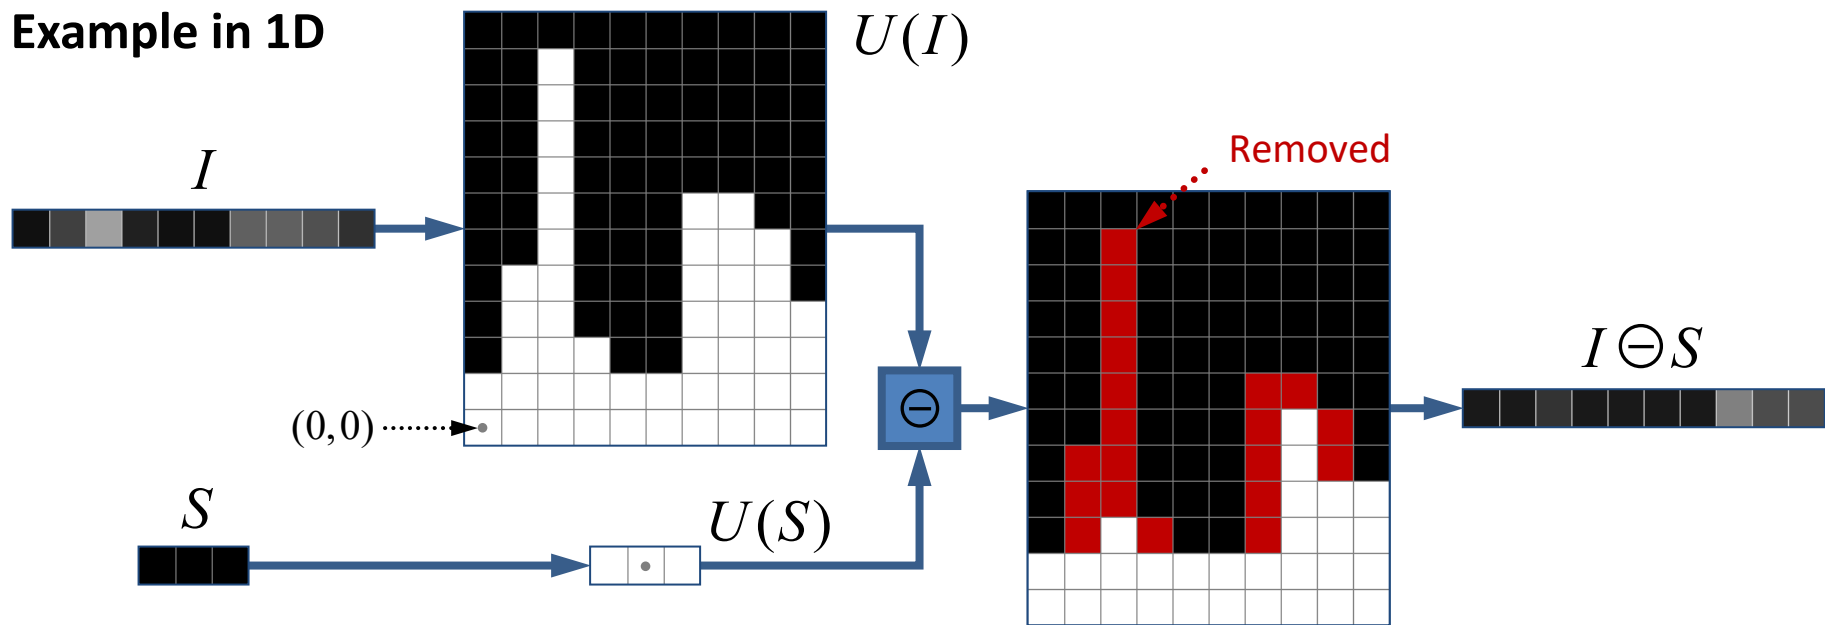 Example in 1D
U(I)
Removed
I
I ⊖ S
⊖
(0,0)
S
U(S)